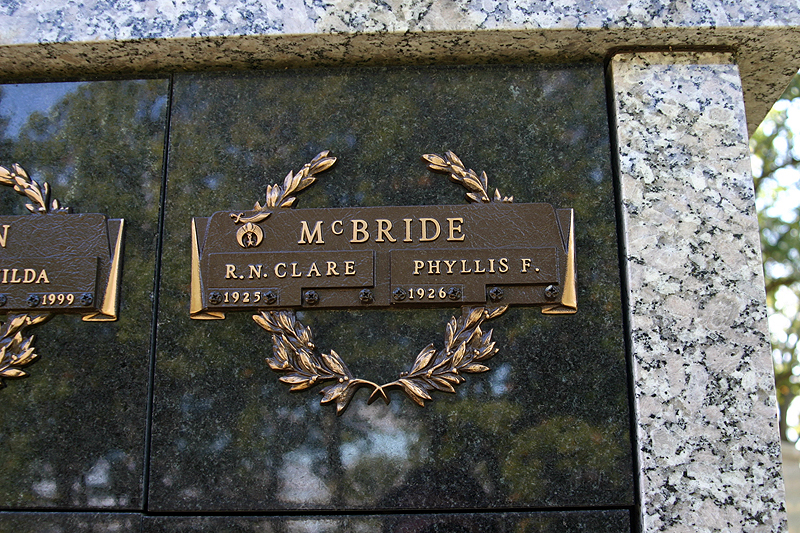 N
ILDA
1999
McBRIDE
R.N. CLARE PHYLLIS F.
1925 1926